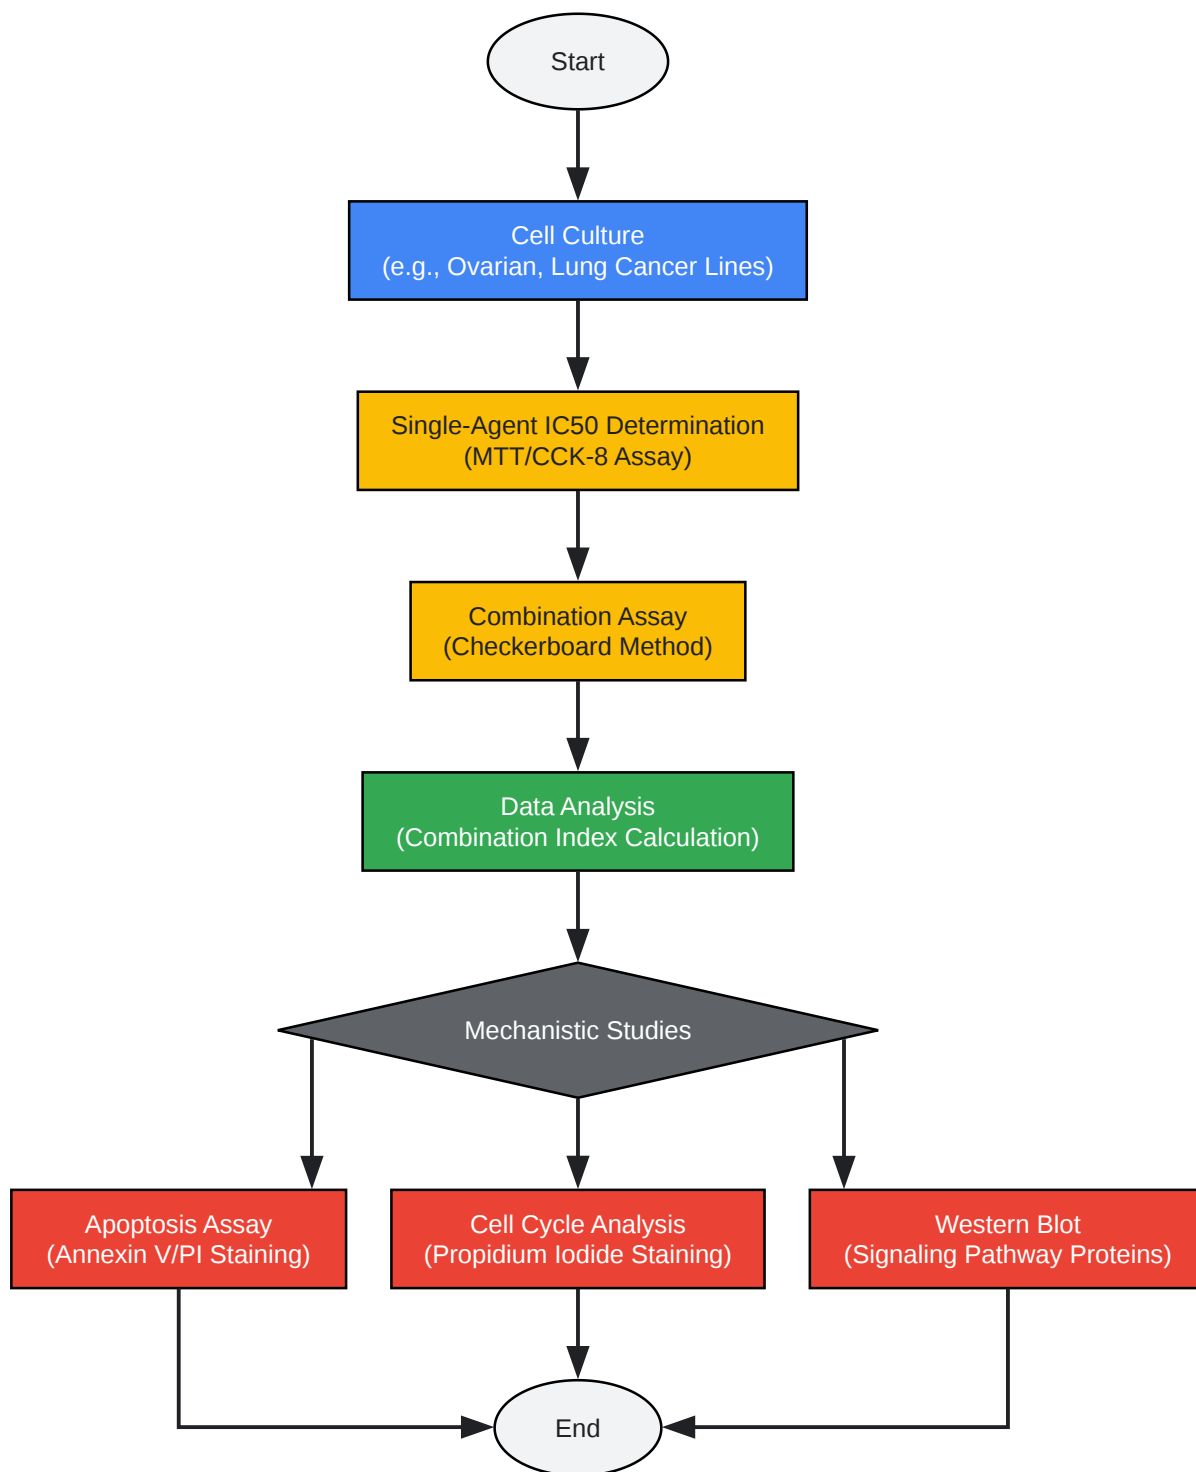 Start
Cell Culture
(e.g., Ovarian, Lung Cancer Lines)
Single-Agent IC50 Determination
(MTT/CCK-8 Assay)
Combination Assay
(Checkerboard Method)
Data Analysis
(Combination Index Calculation)
Mechanistic Studies
Apoptosis Assay
(Annexin V/PI Staining)
Cell Cycle Analysis
(Propidium Iodide Staining)
Western Blot
(Signaling Pathway Proteins)
End